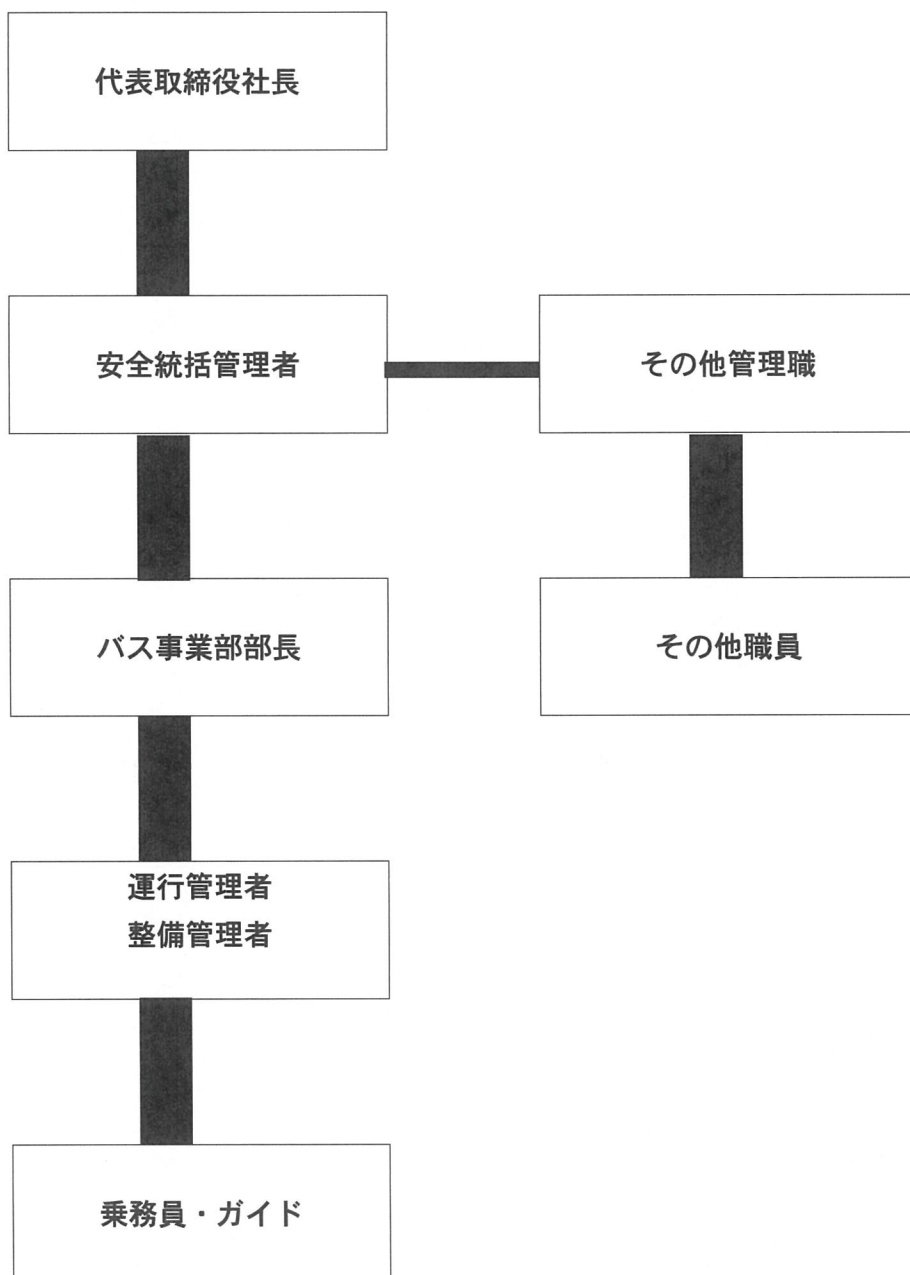 代表取締役社長
安全統括管理者
その他管理職
バス事業部部長
その他職員
運行管理者
整備管理者
乗務員・ガイド